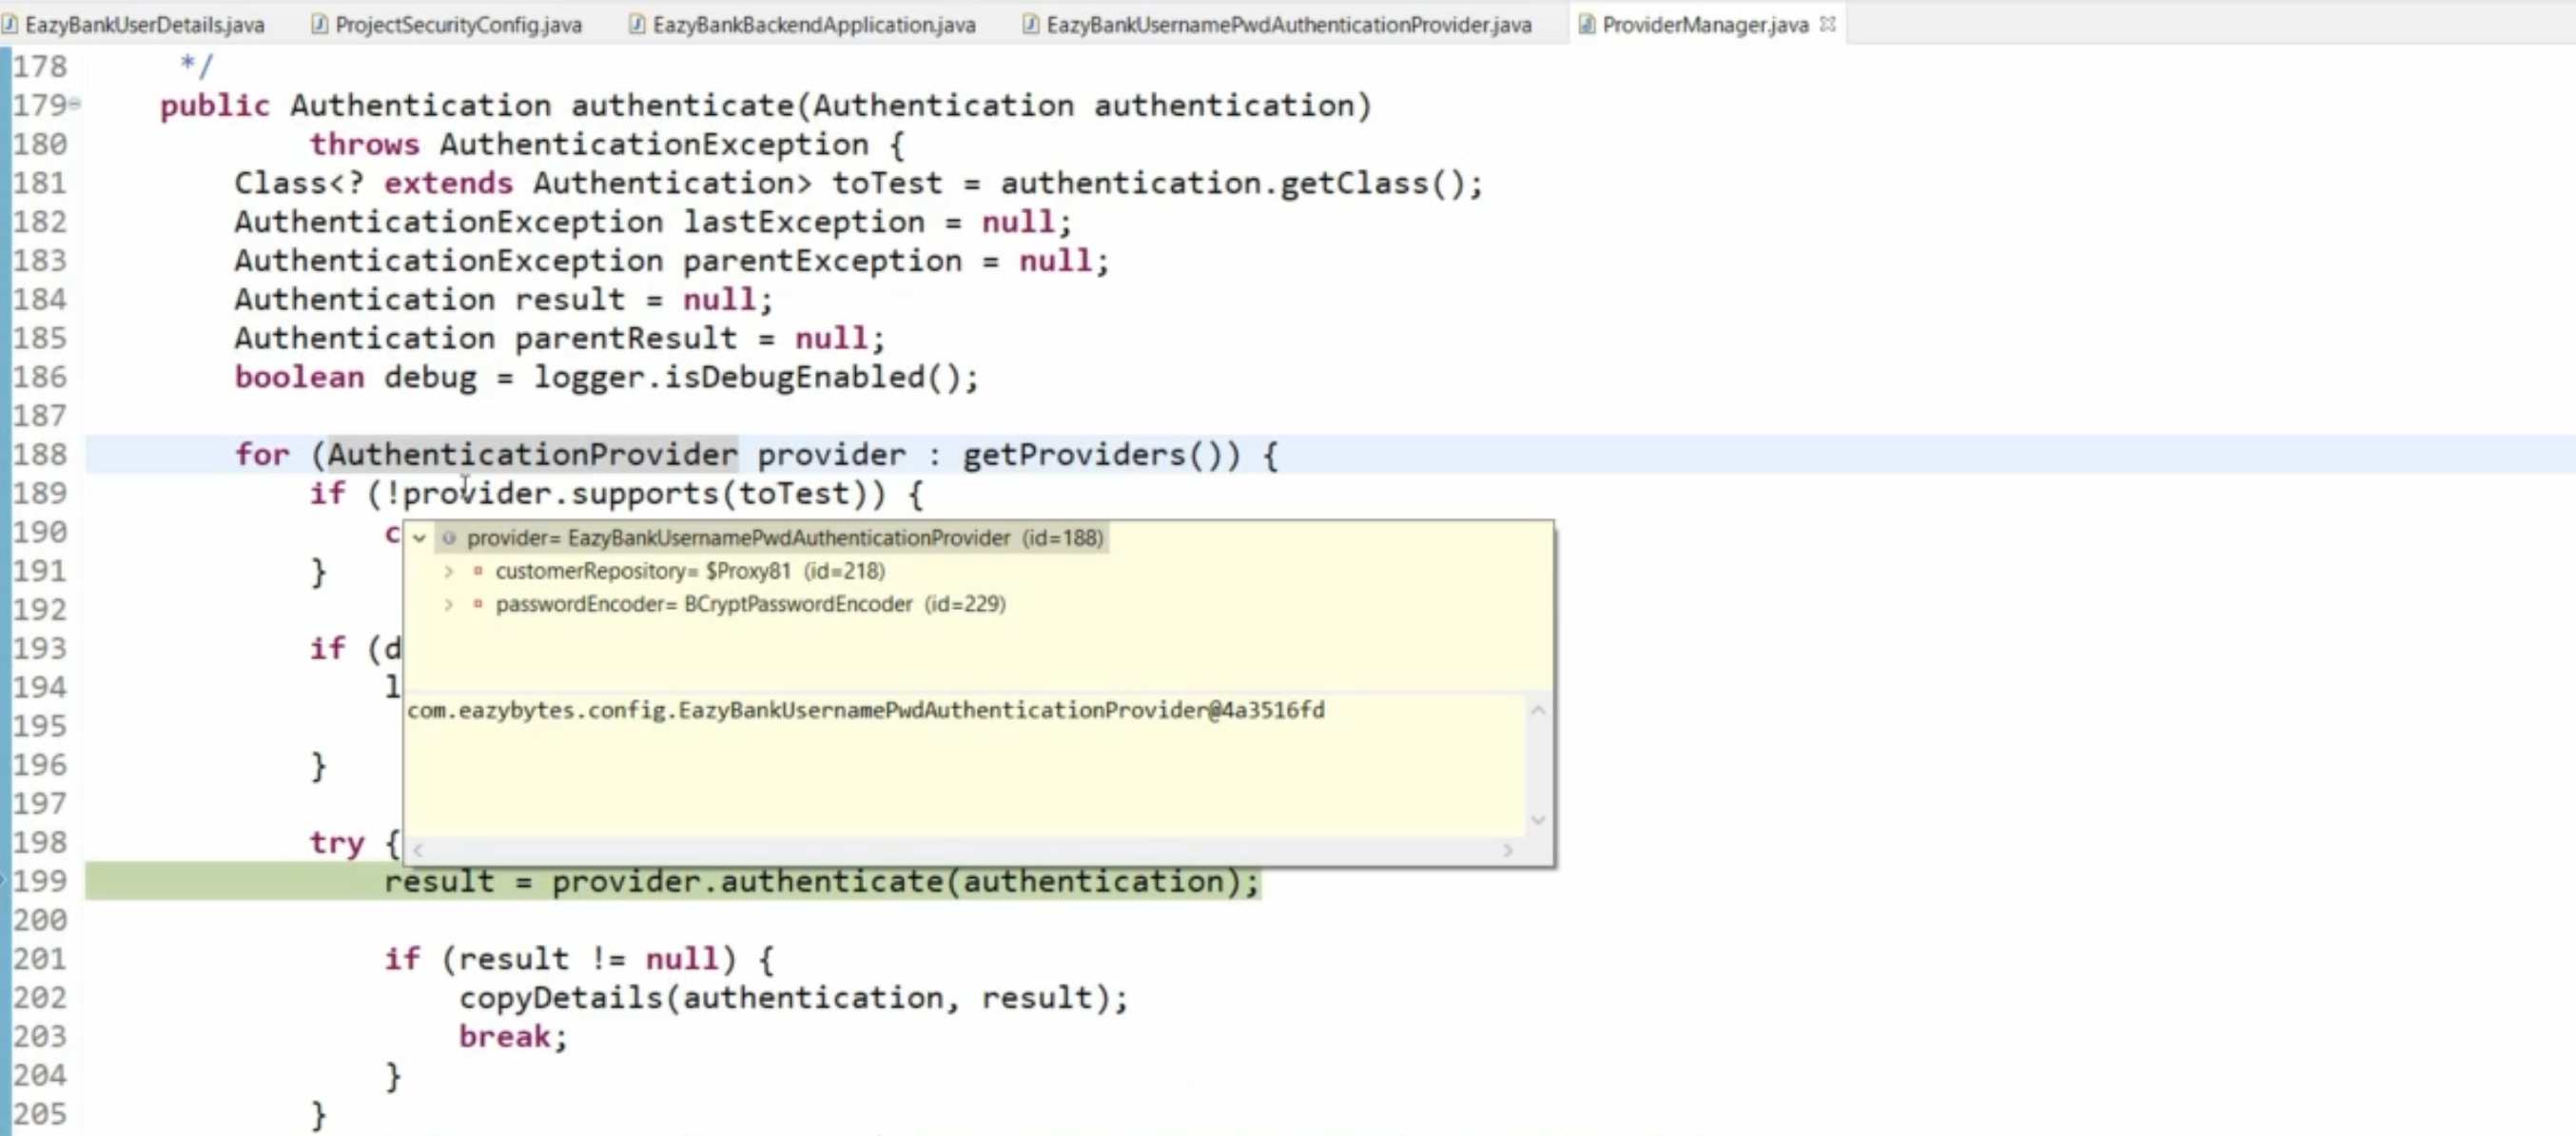 EazyBankUserDetails.java ProjectSecurityConfig.java EazyBankBackendApplication.java EazyBankUsernamePwdAuthenticationProvider.java ProviderManager.java
178 */
179 public Authentication authenticate(Authentication authentication)
180 throws AuthenticationException {
181 Class<? extends Authentication> toTest = authentication.getClass();
182 AuthenticationException lastException = null;
183 AuthenticationException parentException = null;
184 Authentication result = null;
185 Authentication parentResult = null;
186 boolean debug = logger.isDebugEnabled();
187
188 for (AuthenticationProvider provider : getProviders()) {
189 if (!provider.supports(toTest)) {
190 c
provider= EazyBankUsernamePwdAuthenticationProvider (id=188)
191 }
customerRepository= $Proxy81 (id=218)
192
passwordEncoder= BCryptPasswordEncoder (id=229)
193 if (d
194 l
com.eazybytes.config.EazyBankUsernamePwdAuthenticationProvider@4a3516fd
195
196 }
197
198 try {
199 result = provider.authenticate(authentication);
200
201 if (result != null) {
202 copyDetails(authentication, result);
203 break;
204 }
205 }